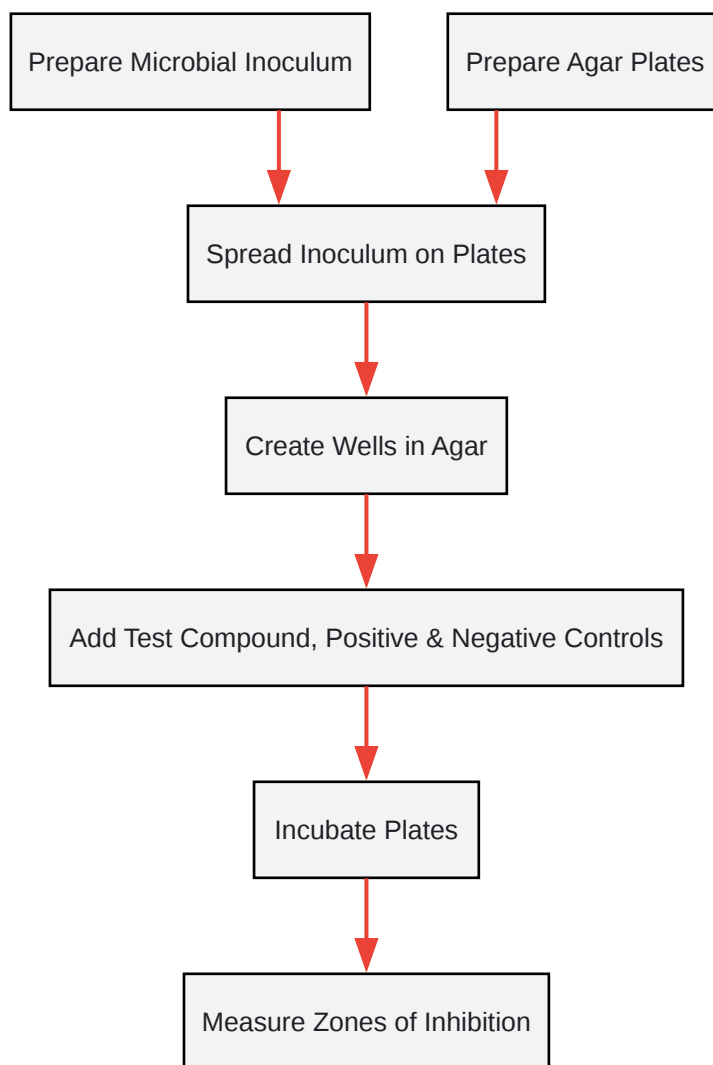 Prepare Microbial Inoculum
Prepare Agar Plates
Spread Inoculum on Plates
Create Wells in Agar
Add Test Compound, Positive & Negative Controls
Incubate Plates
Measure Zones of Inhibition